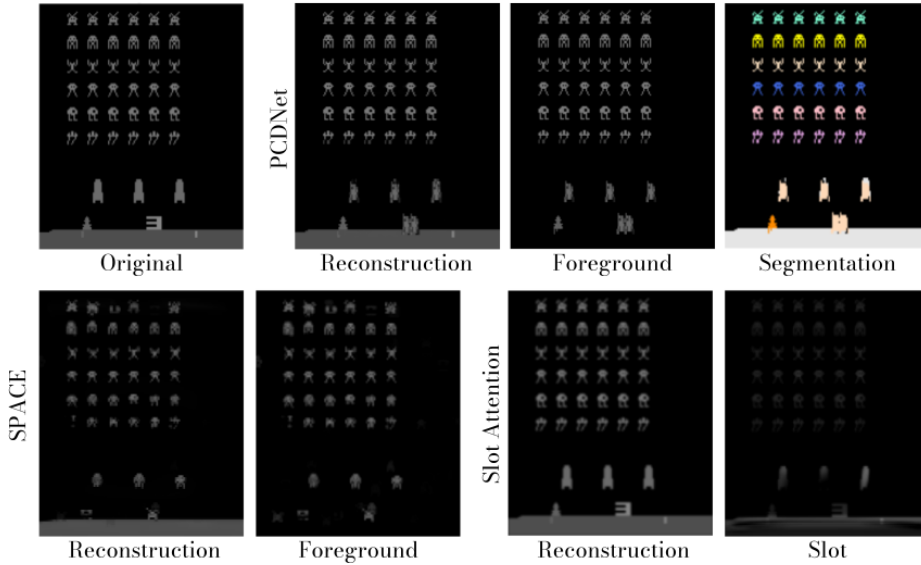 PCDNet
Original
Reconstruction
Foreground
Segmentation
SPACE
Slot Attention
Reconstruction
Foreground
Reconstruction
Slot